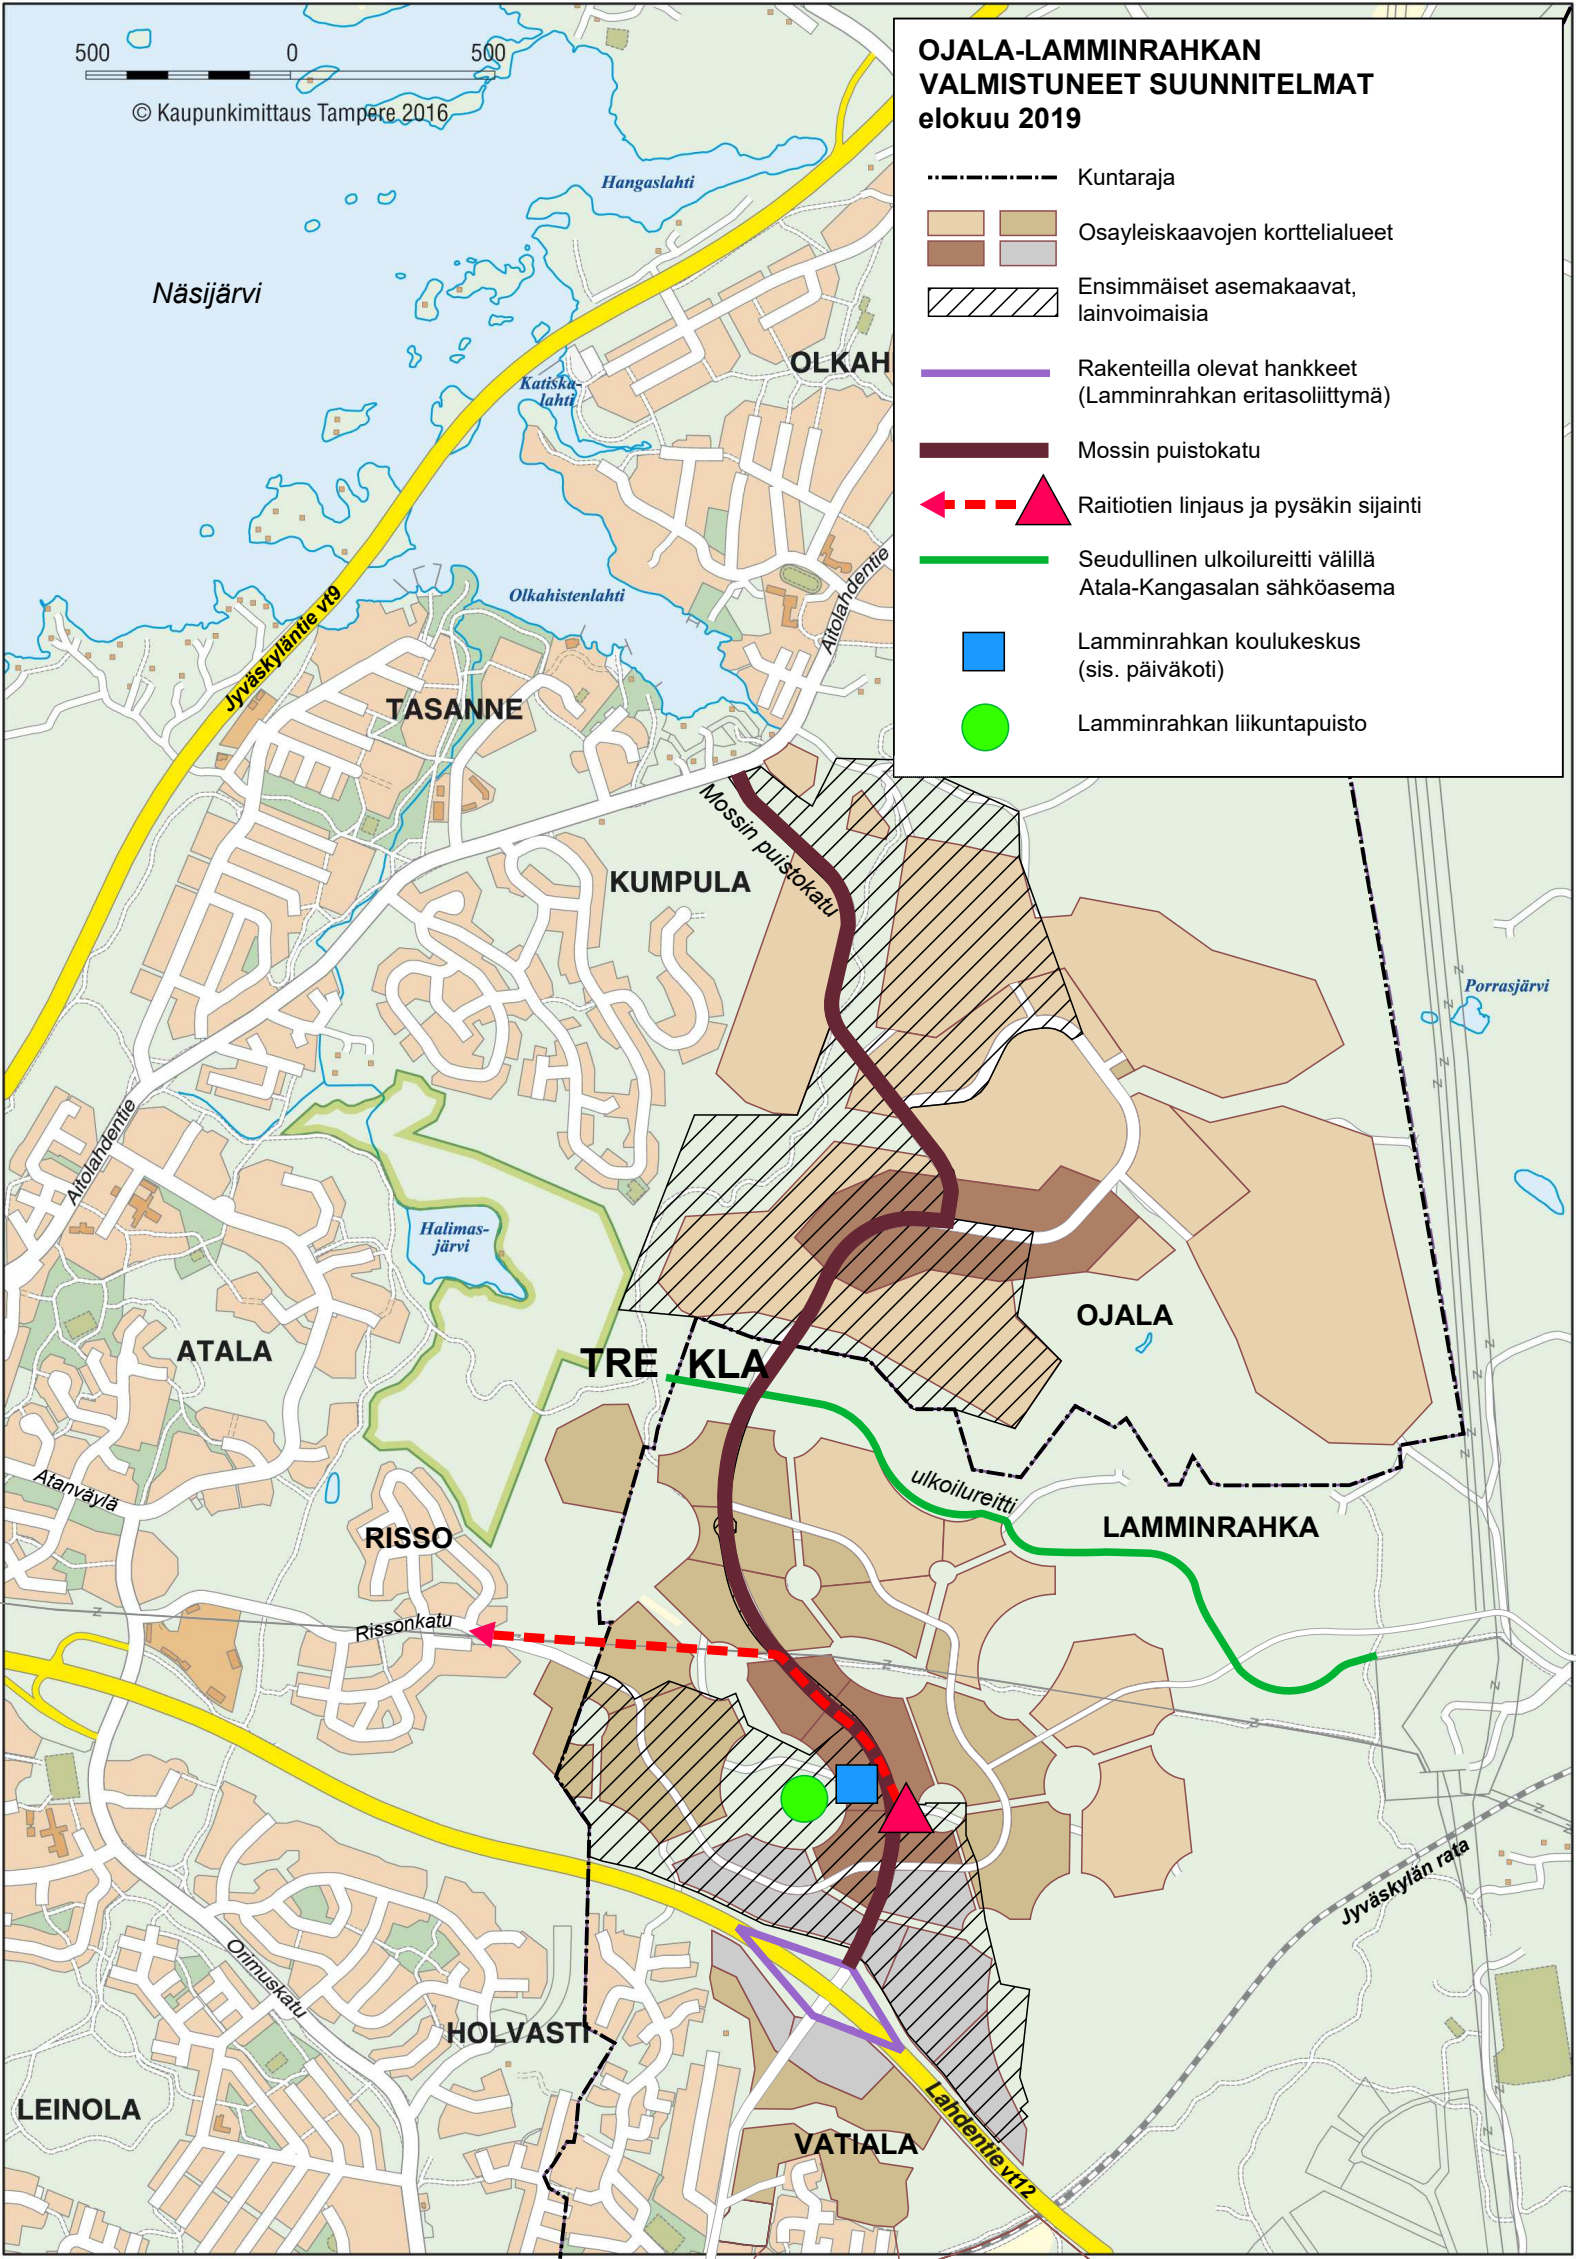 500 0 500
© Kaupunkimittaus Tampere 2016
OJALA-LAMMINRAHKAN
VALMISTUNEET SUUNNITELMAT
elokuu 2019
Kuntaraja
Osayleiskaavojen korttelialueet
Ensimmäiset asemakaavat,
lainvoimaisia
Rakenteilla olevat hankkeet
(Lamminrahkan eritasoliittymä)
Mossin puistokatu
Raitiotien linjaus ja pysäkin sijainti
Seudullinen ulkoilureitti välillä
Atala-Kangasalan sähköasema
Lamminrahkan koulukeskus
(sis. päiväkoti)
Lamminrahkan liikuntapuisto
Hangaslahti
Näsijärvi
OLKAH
Katiska-
lahti
Aitolahdentie
Olkahistenlahti
Jyväskyläntie vt9
TASANNE
Mossin puistokatu
KUMPULA
Porrasjärvi
Aitolahdentie
Halimas-
järvi
OJALA
ATALA
TRE KLA
Atanväylä
ulkoilureitti
RISSO
LAMMINRAHKA
Rissonkatu
Jyväskylän rata
Orimuskatu
HOLVASTI
LEINOLA
Lahdentie vt12
VATIALA